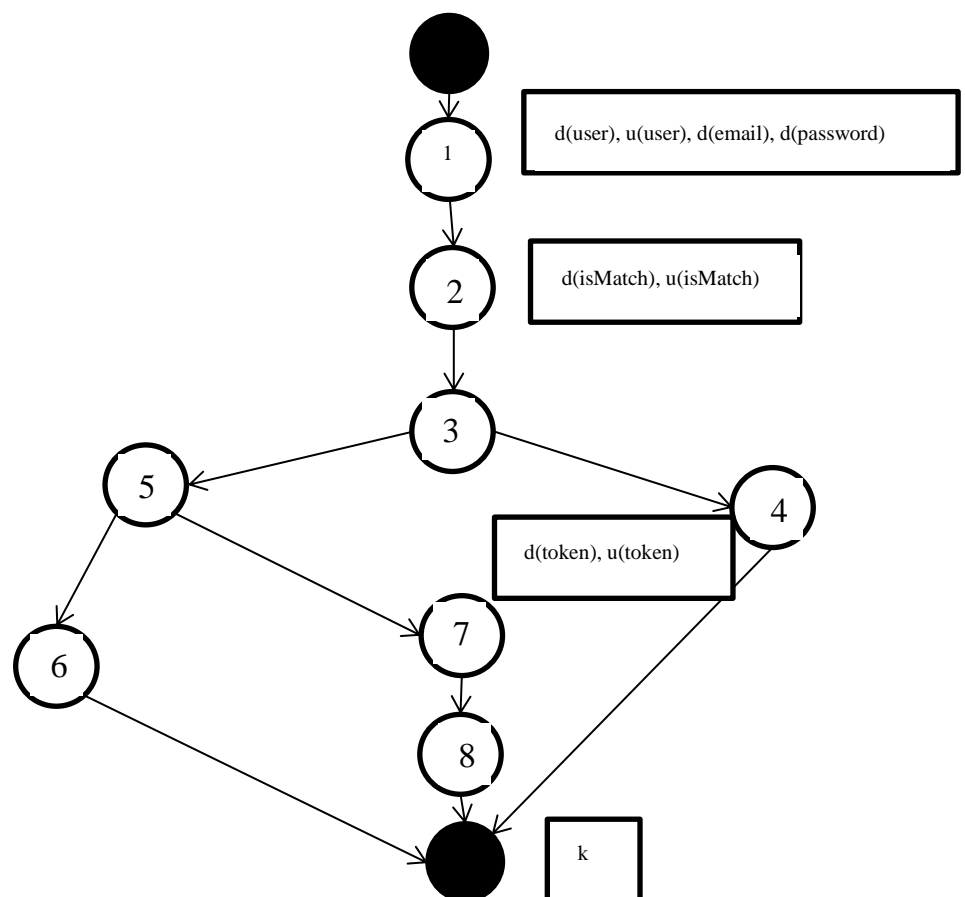 1
d(user), u(user), d(email), d(password)
2
d(isMatch), u(isMatch)
3
5
4
d(token), u(token)
7
6
8
k